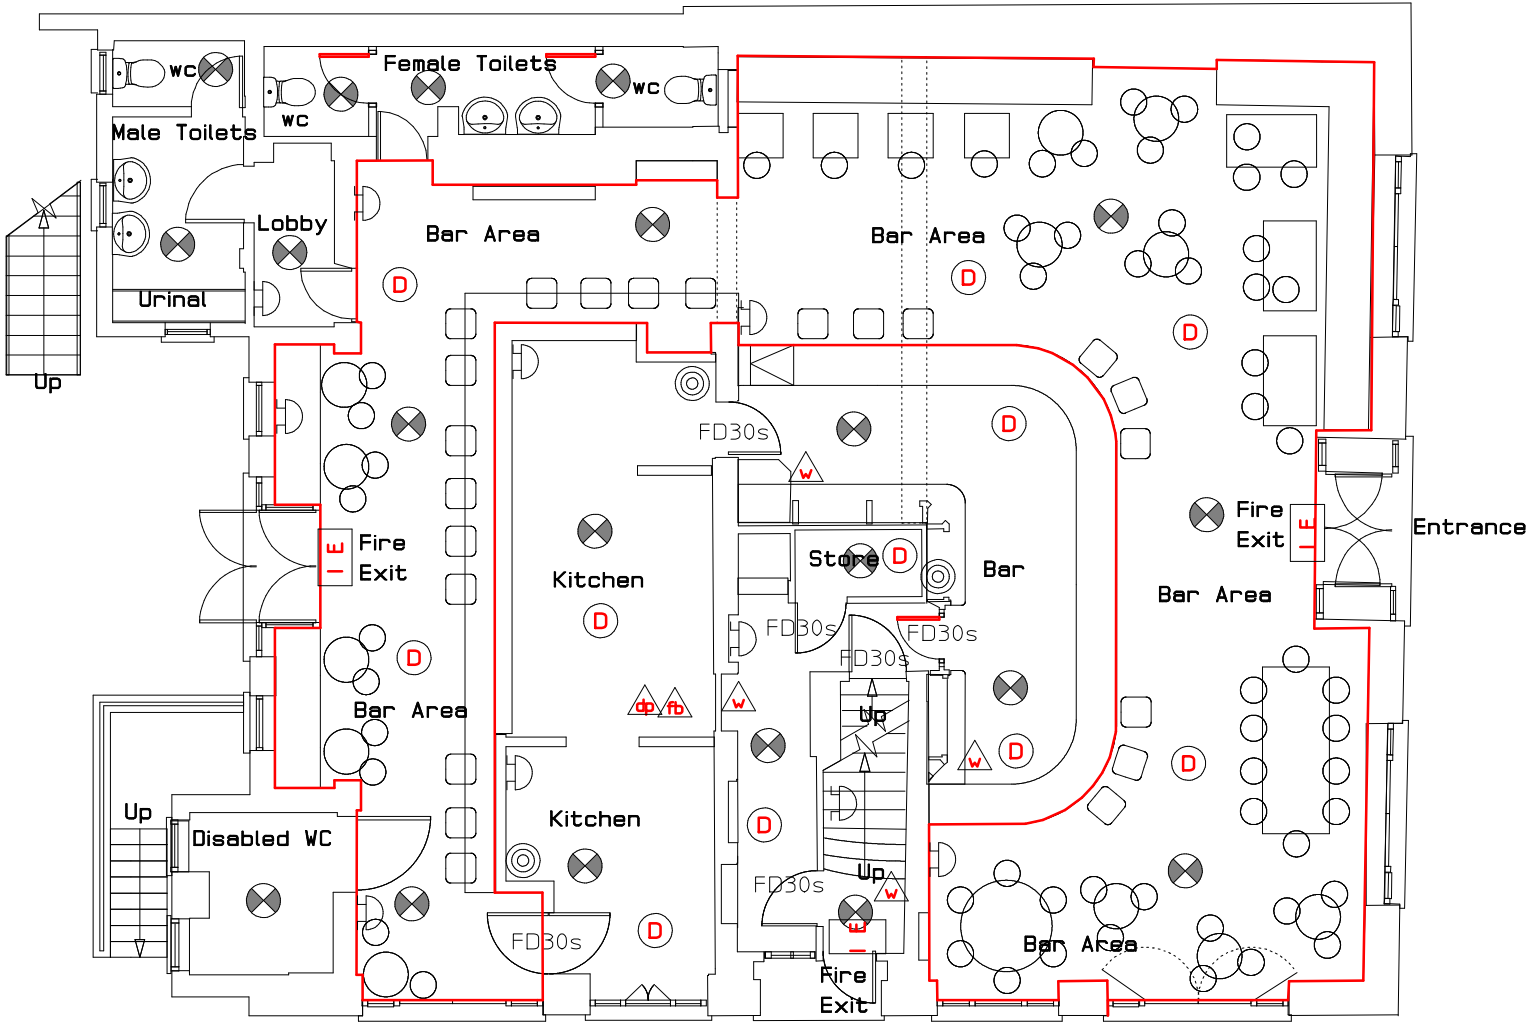 Female Toilets
WC
WC
WC
Male Toilets
Lobby
Bar Area
Bar Area
Urinal
D
D
D
Up
D
FD30s
W
I E
Fire
Exit
Fire
Exit
I E
Entrance
Store
D
Kitchen
Bar
Bar Area
D
FD30s
FD30s
FD30s
D
dp
fb
W
Bar Area
Up
D
W
D
Up
Disabled WC
Kitchen
D
Up
FD30s
W
D
FD30s
I E
Bar Area
Fire
Exit